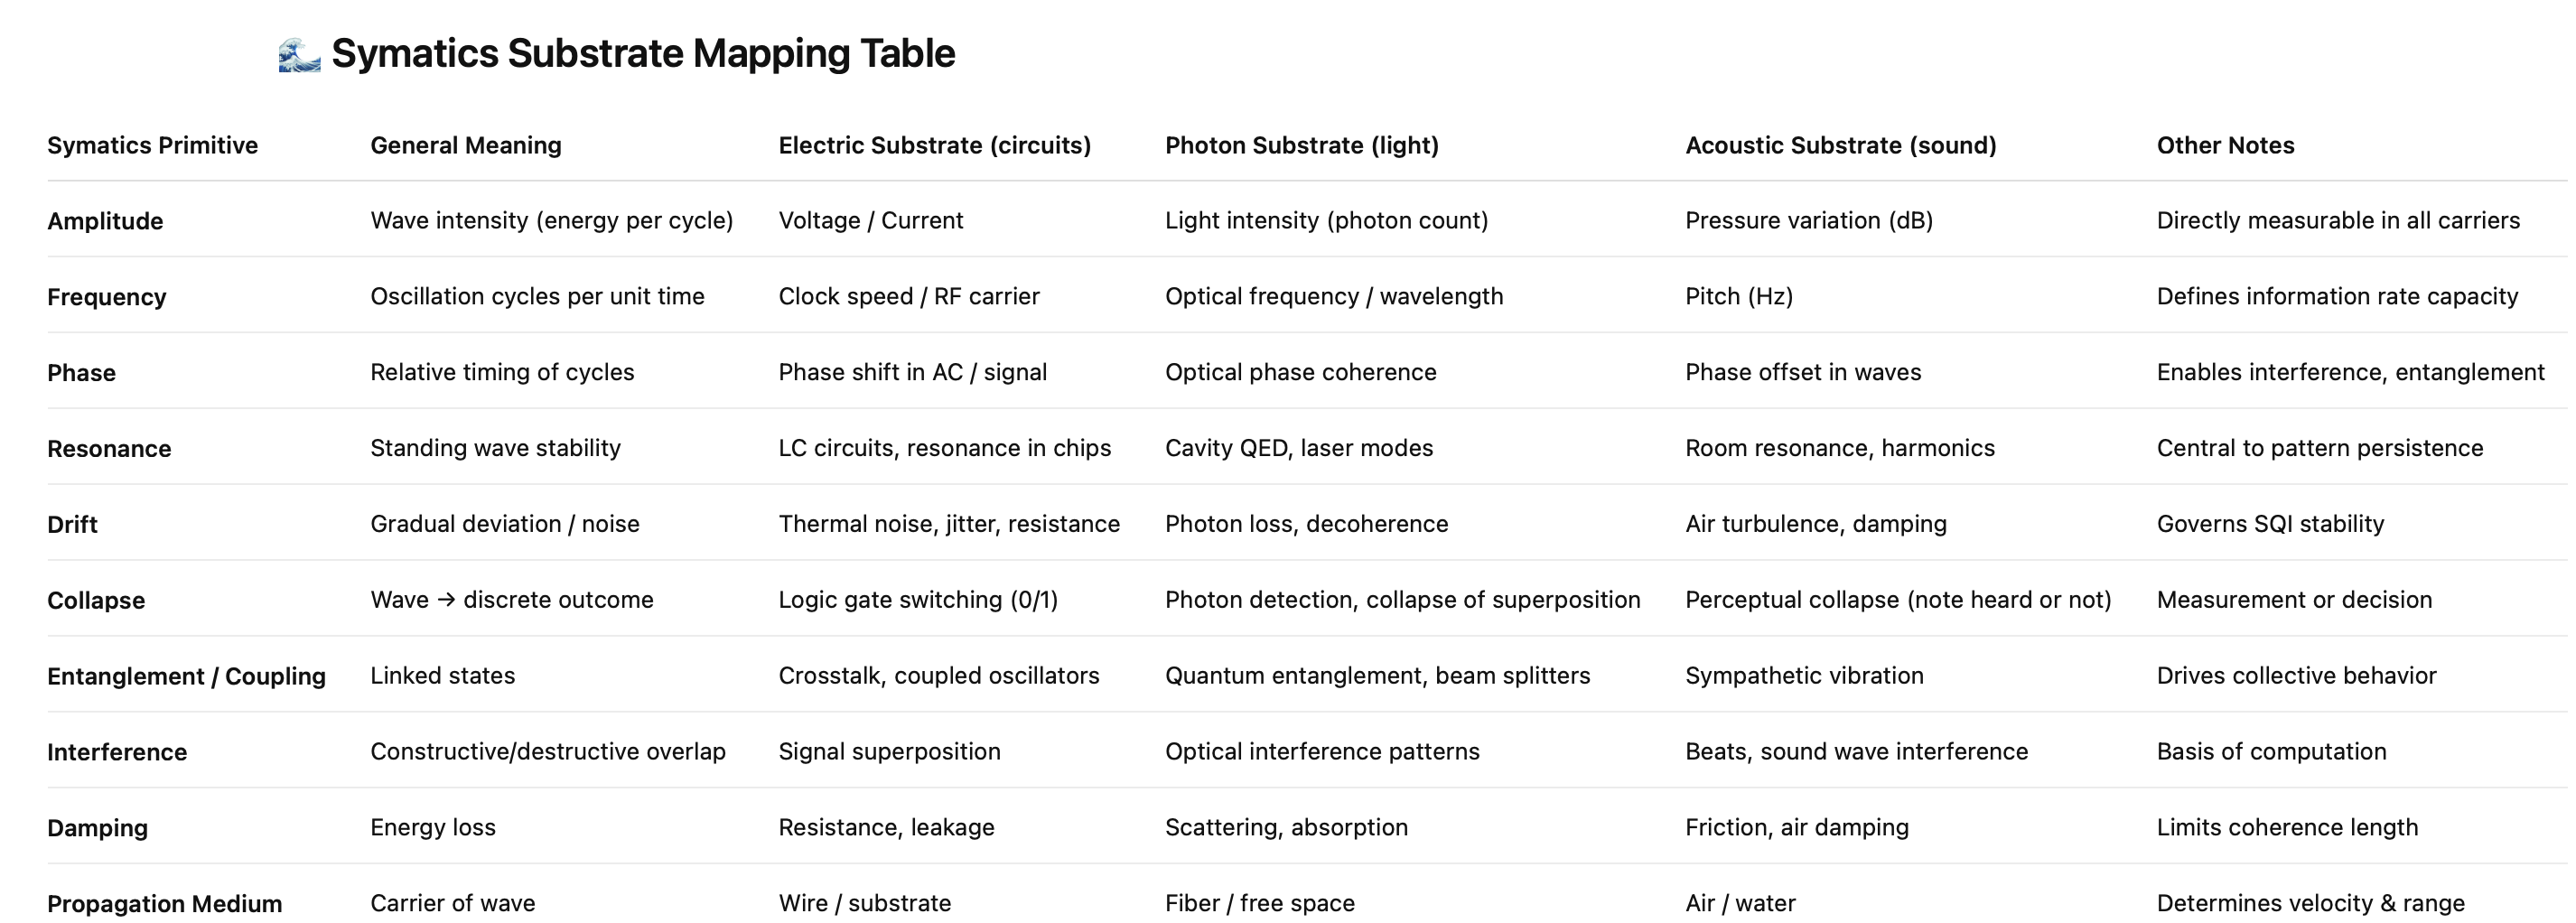 🌊 Symatics Substrate Mapping Table
Symatics Primitive General Meaning Electric Substrate (circuits) Photon Substrate (light) Acoustic Substrate (sound) Other Notes
Amplitude Wave intensity (energy per cycle) Voltage / Current Light intensity (photon count) Pressure variation (dB) Directly measurable in all carriers
Frequency Oscillation cycles per unit time Clock speed / RF carrier Optical frequency / wavelength Pitch (Hz) Defines information rate capacity
Phase Relative timing of cycles Phase shift in AC / signal Optical phase coherence Phase offset in waves Enables interference, entanglement
Resonance Standing wave stability LC circuits, resonance in chips Cavity QED, laser modes Room resonance, harmonics Central to pattern persistence
Drift Gradual deviation / noise Thermal noise, jitter, resistance Photon loss, decoherence Air turbulence, damping Governs SQI stability
Collapse Wave → discrete outcome Logic gate switching (0/1) Photon detection, collapse of superposition Perceptual collapse (note heard or not) Measurement or decision
Entanglement / Coupling Linked states Crosstalk, coupled oscillators Quantum entanglement, beam splitters Sympathetic vibration Drives collective behavior
Interference Constructive/destructive overlap Signal superposition Optical interference patterns Beats, sound wave interference Basis of computation
Damping Energy loss Resistance, leakage Scattering, absorption Friction, air damping Limits coherence length
Propagation Medium Carrier of wave Wire / substrate Fiber / free space Air / water Determines velocity & range